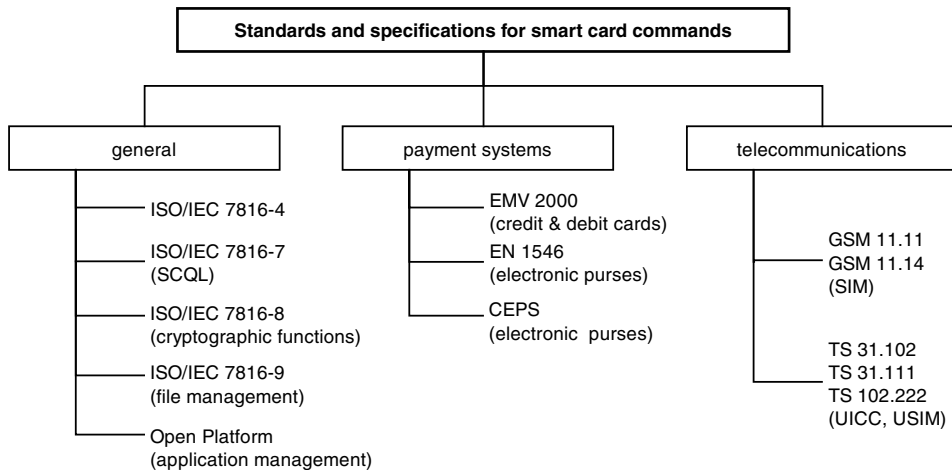 Standards and specifications for smart card commands
general
payment systems
telecommunications
ISO/IEC 7816-4
ISO/IEC 7816-7
(SCQL)
ISO/IEC 7816-8
(cryptographic functions)
ISO/IEC 7816-9
(file management)
Open Platform
(application management)
EMV 2000
(credit & debit cards)
EN 1546
(electronic purses)
CEPS
(electronic purses)
GSM 11.11
GSM 11.14
(SIM)
TS 31.102
TS 31.111
TS 102.222
(UICC, USIM)